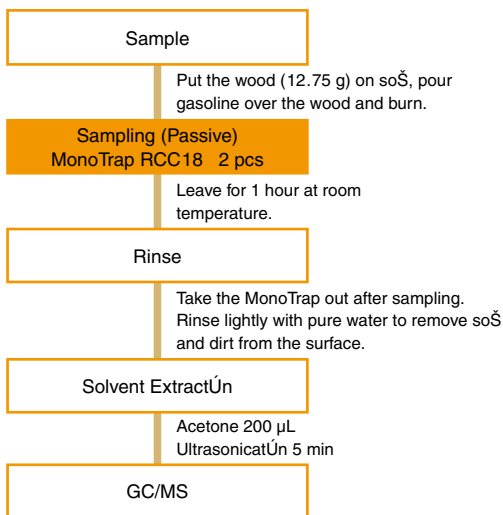 Sample
Put the wood (12.75 g) on soŠ, pour
gasoline over the wood and burn.
Sampling (Passive)
MonoTrap RCC18 2 pcs
Leave for 1 hour at room
temperature.
Rinse
Take the MonoTrap out after sampling.
Rinse lightly with pure water to remove soŠ
and dirt from the surface.
Solvent ExtractÚn
Acetone 200 µL
UltrasonicatÚn 5 min
GC/MS